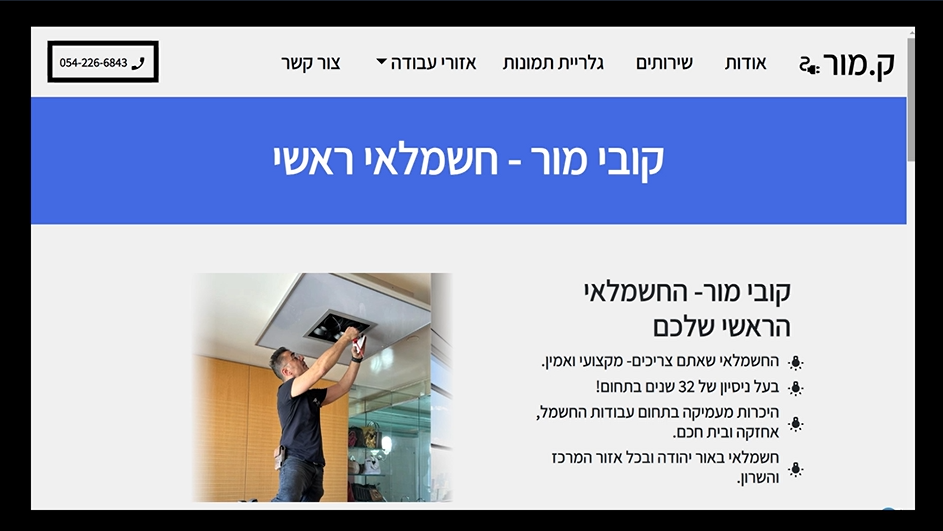 ק.מור
אודות
שירותים
גלריית תמונות
אזורי עבודה
צור קשר
054-226-6843
קובי מור - חשמלאי ראשי
קובי מור- החשמלאי
הראשי שלכם
החשמלאי שאתם צריכים- מקצועי ואמין.
בעל ניסיון של 32 שנים בתחום!
היכרות מעמיקה בתחום עבודות החשמל,
אחזקה ובית חכם.
חשמלאי באור יהודה ובכל אזור המרכז
והשרון.